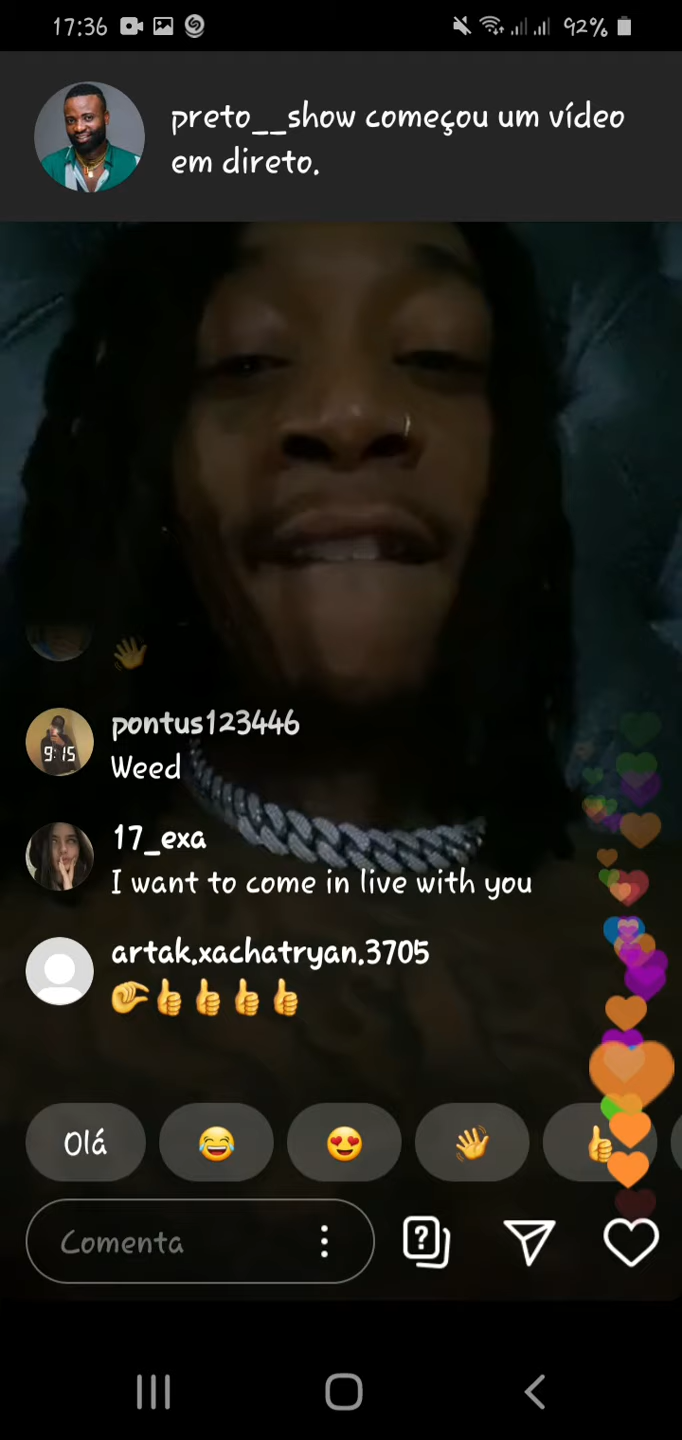 17:36
92%
preto__show começou um vídeo
em direto.
👋
pontus123446
9:15
Weed
17_exa
I want to come in live with you
artak.xachatryan.3705
🤏👍👍👍👍
Olá 😂 😍 👋 👍
Comenta
?